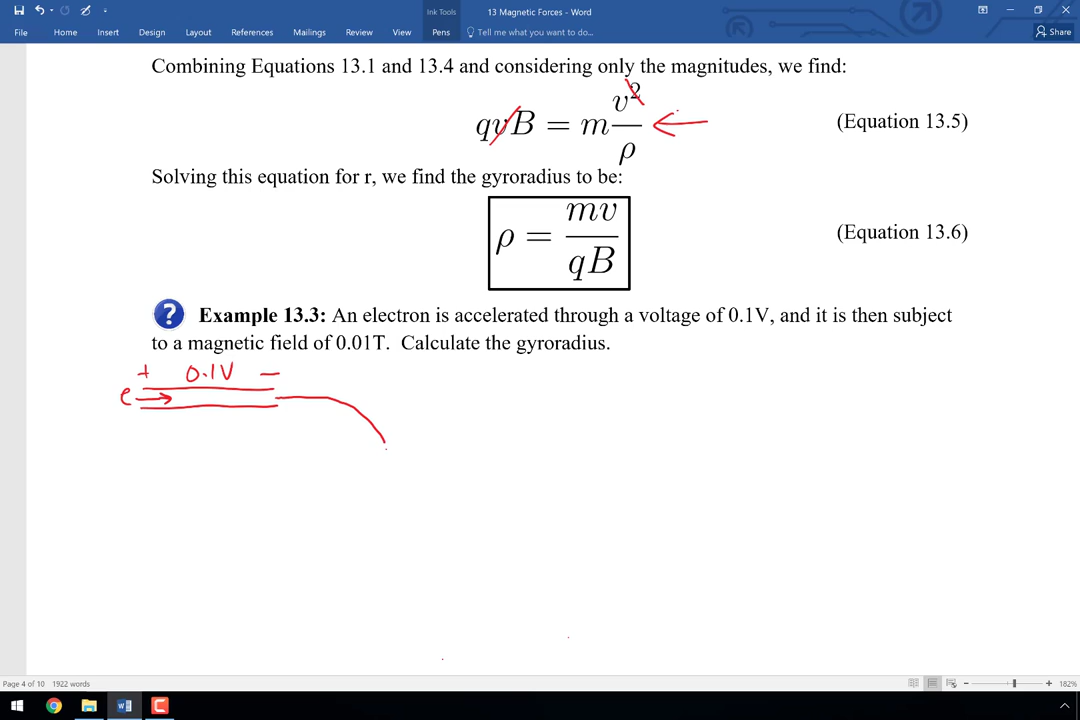 Ink Tools
13 Magnetic Forces - Word
File Home Insert Design Layout References Mailings Review View Pens Tell me what you want to do... Share
Combining Equations 13.1 and 13.4 and considering only the magnitudes, we find:
qvB = m v²/ρ ← (Equation 13.5)
Solving this equation for r, we find the gyroradius to be:
ρ = mv/qB (Equation 13.6)
? Example 13.3: An electron is accelerated through a voltage of 0.1V, and it is then subject
to a magnetic field of 0.01T. Calculate the gyroradius.
+ 0.1V −
e →
Page 4 of 10 1922 words 182%